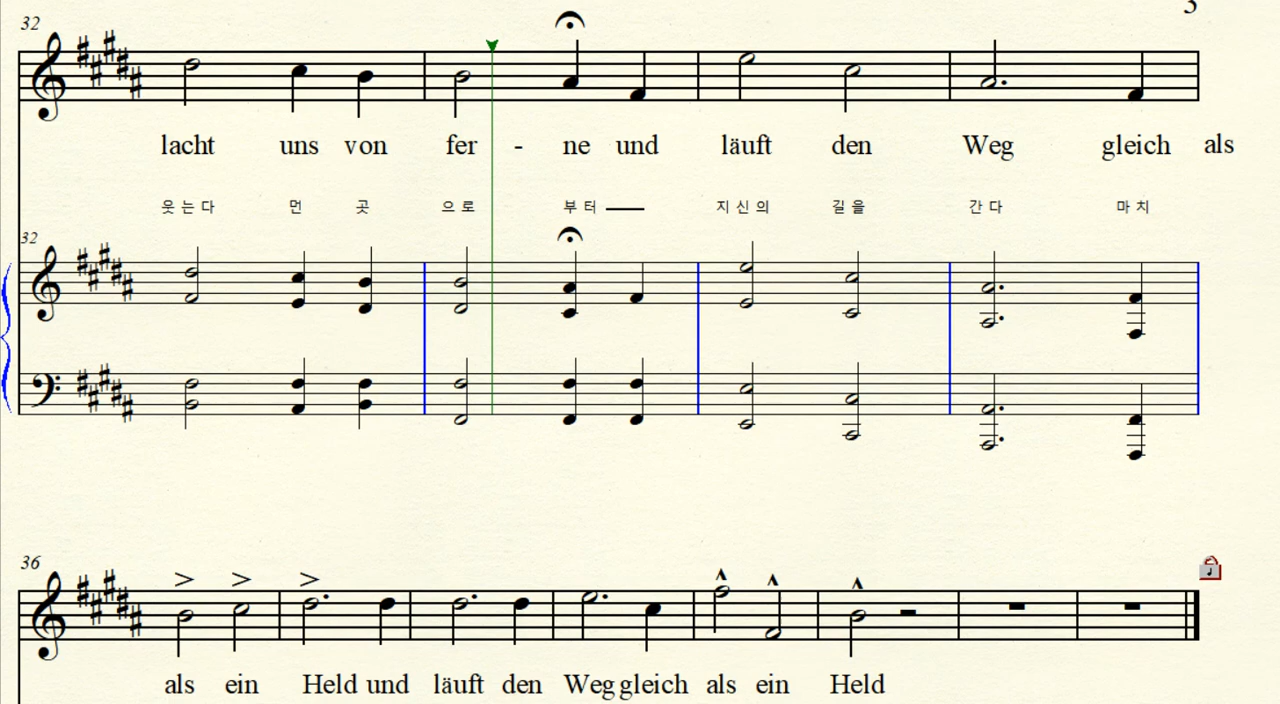 3
32
lacht uns von fer - ne und läuft den Weg gleich als
웃는다 먼 곳 으로 부터 지신의 길을 간다 마치
32
36
als ein Held und läuft den Weg gleich als ein Held